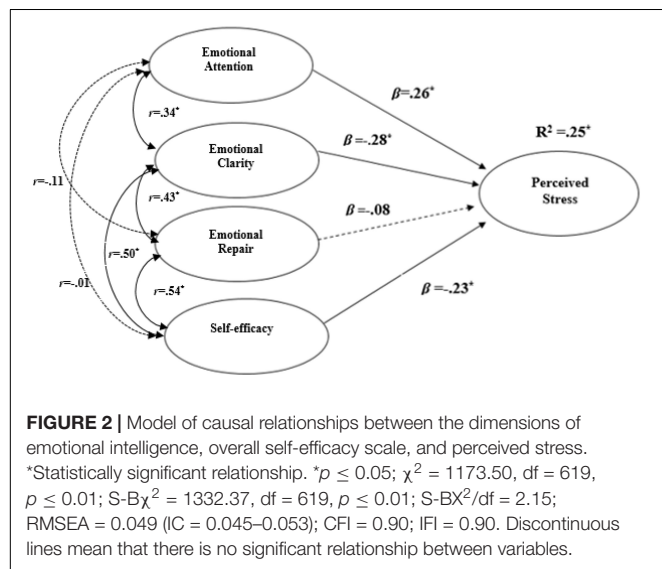 Emotional
Attention
β=.26*
r=.34*
R² =.25*
Emotional
Clarity
β=-.28*
Perceived
Stress
r=-.11
r=.43*
β=-.08
Emotional
Repair
r=.50*
r=-.01
r=.54*
β=-.23*
Self-efficacy
FIGURE 2 | Model of causal relationships between the dimensions of
emotional intelligence, overall self-efficacy scale, and perceived stress.
*Statistically significant relationship. *p ≤ 0.05; χ² = 1173.50, df = 619,
p ≤ 0.01; S-Bχ² = 1332.37, df = 619, p ≤ 0.01; S-BX²/df = 2.15;
RMSEA = 0.049 (IC = 0.045–0.053); CFI = 0.90; IFI = 0.90. Discontinuous
lines mean that there is no significant relationship between variables.